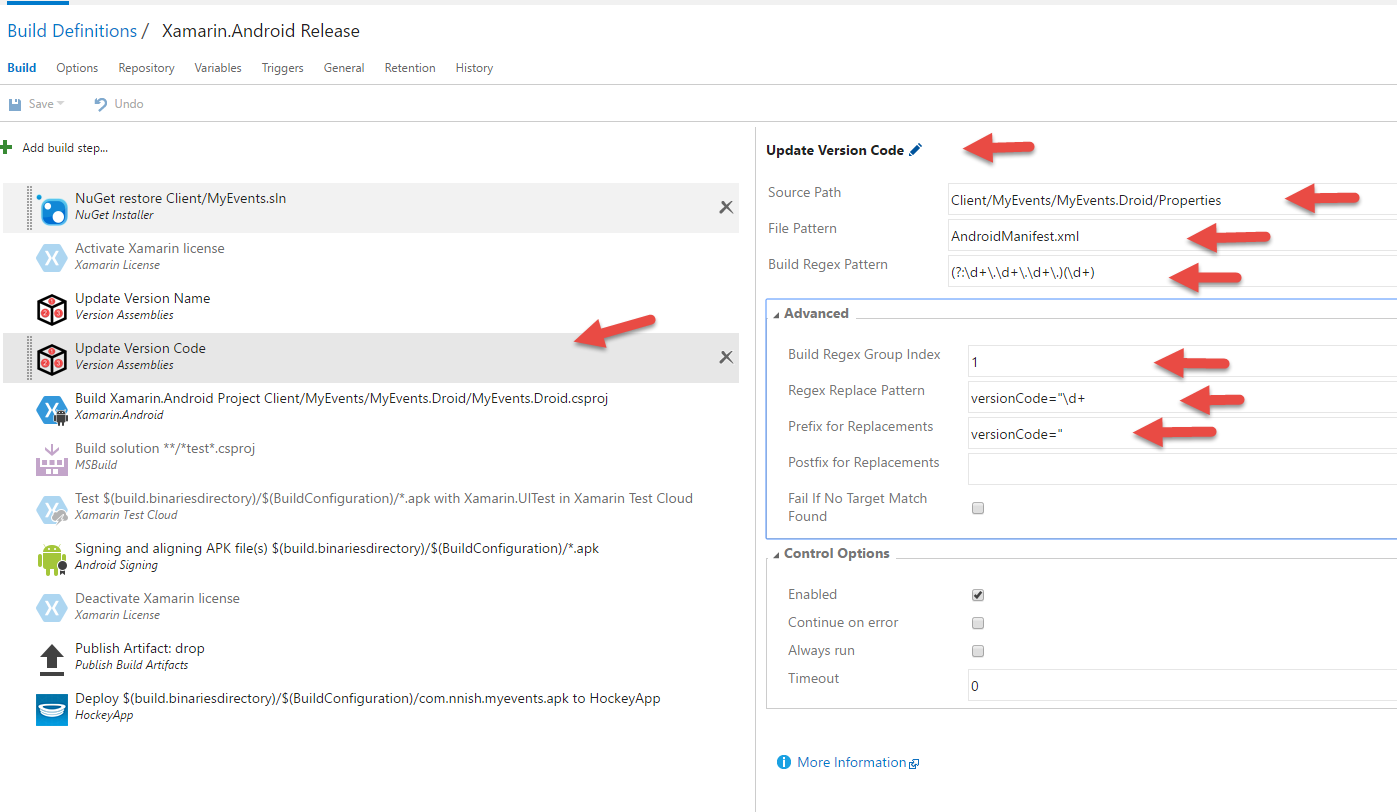 Build Definitions / Xamarin.Android Release
Build Options Repository Variables Triggers General Retention History
Save Undo
Add build step...
NuGet restore Client/MyEvents.sln
NuGet Installer
Activate Xamarin license
Xamarin License
Update Version Name
Version Assemblies
Update Version Code
Version Assemblies
Build Xamarin.Android Project Client/MyEvents/MyEvents.Droid/MyEvents.Droid.csproj
Xamarin.Android
Build solution **/*test*.csproj
MSBuild
Test $(build.binariesdirectory)/$(BuildConfiguration)/*.apk with Xamarin.UITest in Xamarin Test Cloud
Xamarin Test Cloud
Signing and aligning APK file(s) $(build.binariesdirectory)/$(BuildConfiguration)/*.apk
Android Signing
Deactivate Xamarin license
Xamarin License
Publish Artifact: drop
Publish Build Artifacts
Deploy $(build.binariesdirectory)/$(BuildConfiguration)/com.nnish.myevents.apk to HockeyApp
HockeyApp
Update Version Code
Source Path Client/MyEvents/MyEvents.Droid/Properties
File Pattern AndroidManifest.xml
Build Regex Pattern (?:\d+\.\d+\.\d+\.)(\d+)
Advanced
Build Regex Group Index 1
Regex Replace Pattern versionCode="\d+
Prefix for Replacements versionCode="
Postfix for Replacements
Fail If No Target Match
Found
Control Options
Enabled
Continue on error
Always run
Timeout 0
More Information